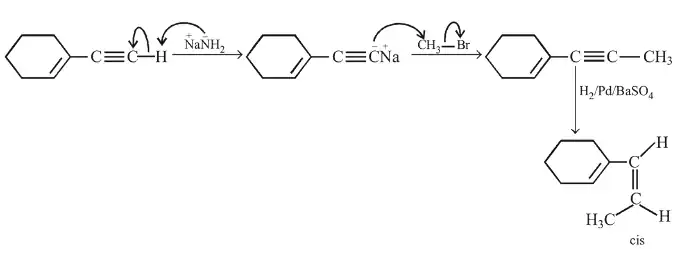 C≡C—H NaNH₂ + − C≡C⁻Na⁺ CH₃—Br C≡C—CH₃
H₂/Pd/BaSO₄
H
C
C
H₃C H
cis